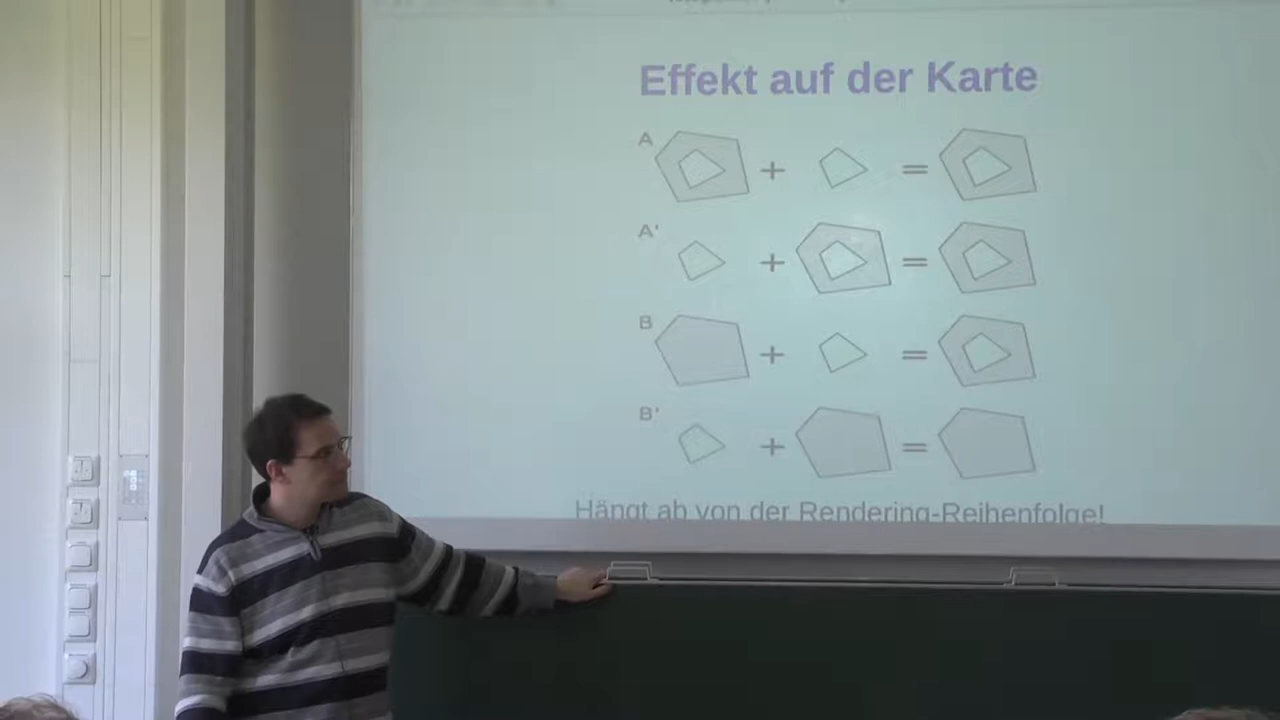 Effekt auf der Karte
A + =
A' + =
B + =
B' + =
Hängt ab von der Rendering-Reihenfolge!